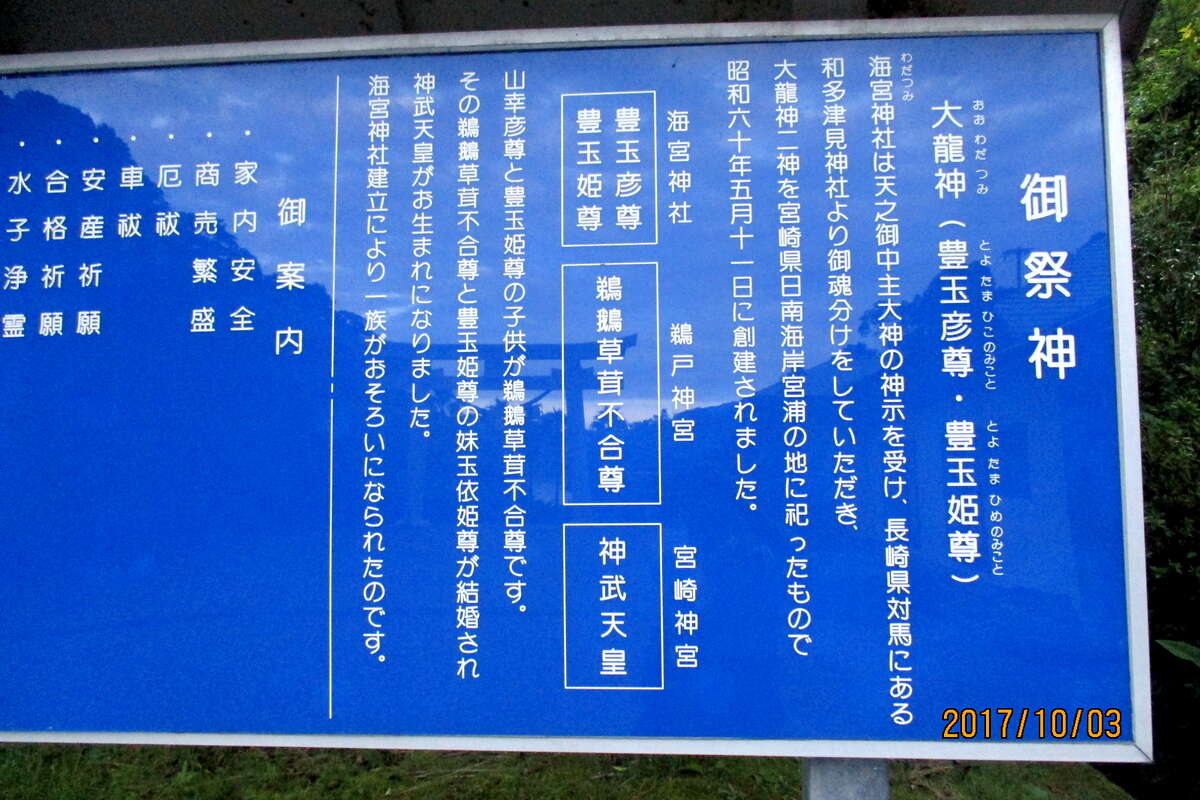 御祭神
おおわだつみ
大龍神（豊玉彦尊・豊玉姫尊）
とよたまひこのみこと
とよたまひめのみこと
わだつみ
海宮神社は天之御中主大神の神示を受け、長崎県対馬にある
和多津見神社より御魂分けをしていただき、
大龍神二神を宮崎県日南海岸宮浦の地に祀ったもので
昭和六十年五月十一日に創建されました。
海宮神社
豊玉彦尊
豊玉姫尊
鵜戸神宮
鵜鵝草茸不合尊
宮崎神宮
神武天皇
山幸彦尊と豊玉姫尊の子供が鵜鵝草茸不合尊です。
その鵜鵝草茸不合尊と豊玉姫尊の妹玉依姫尊が結婚され
神武天皇がお生まれになりました。
海宮神社建立により一族がおそろいになられたのです。
御案内
・家内安全
・商売繁盛
・厄祓
・車祓
・安産祈願
・合格祈願
・水子浄霊
2017/10/03